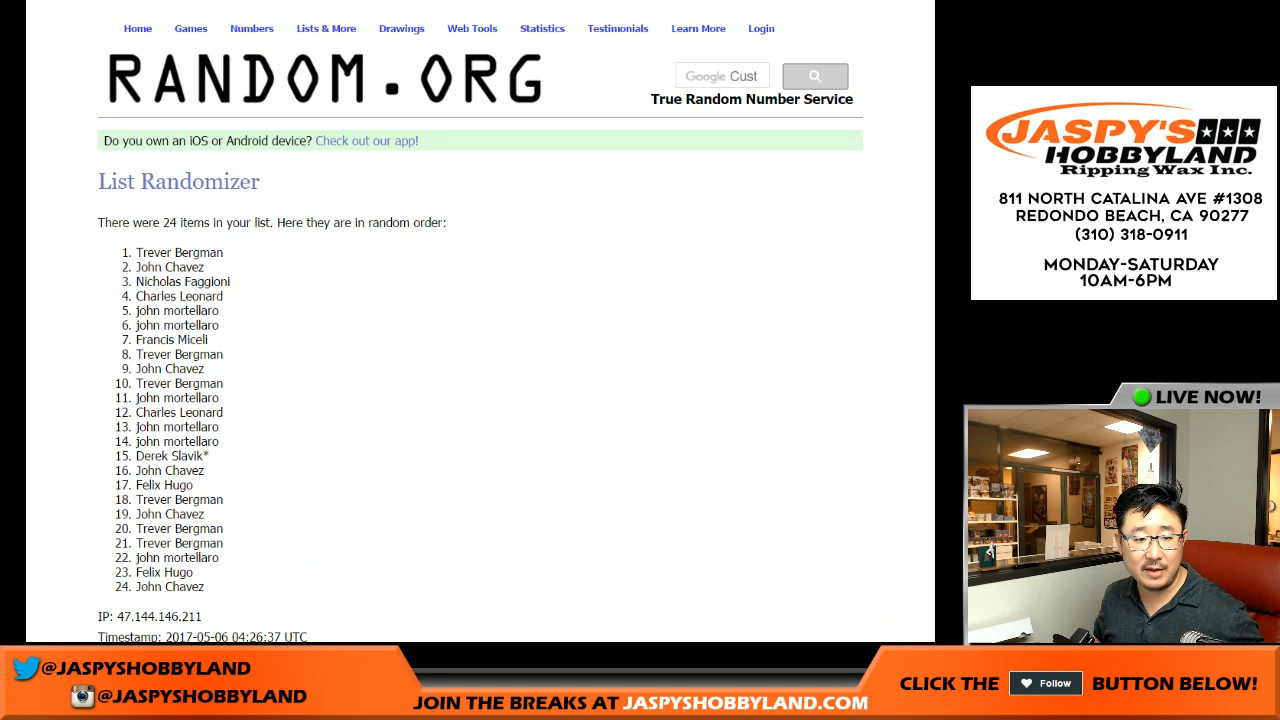 Home Games Numbers Lists & More Drawings Web Tools Statistics Testimonials Learn More Login
RANDOM.ORG
Google Cust
True Random Number Service
Do you own an iOS or Android device? Check out our app!
List Randomizer
There were 24 items in your list. Here they are in random order:
1. Trever Bergman
2. John Chavez
3. Nicholas Faggioni
4. Charles Leonard
5. john mortellaro
6. john mortellaro
7. Francis Miceli
8. Trever Bergman
9. John Chavez
10. Trever Bergman
11. john mortellaro
12. Charles Leonard
13. john mortellaro
14. john mortellaro
15. Derek Slavik*
16. John Chavez
17. Felix Hugo
18. Trever Bergman
19. John Chavez
20. Trever Bergman
21. Trever Bergman
22. john mortellaro
23. Felix Hugo
24. John Chavez
IP: 47.144.146.211
Timestamp: 2017-05-06 04:26:37 UTC
JASPY'S
HOBBYLAND
Ripping Wax Inc.
811 NORTH CATALINA AVE #1308
REDONDO BEACH, CA 90277
(310) 318-0911
MONDAY-SATURDAY
10AM-6PM
LIVE NOW!
@JASPYSHOBBYLAND
@JASPYSHOBBYLAND
JOIN THE BREAKS AT JASPYSHOBBYLAND.COM
CLICK THE Follow BUTTON BELOW!